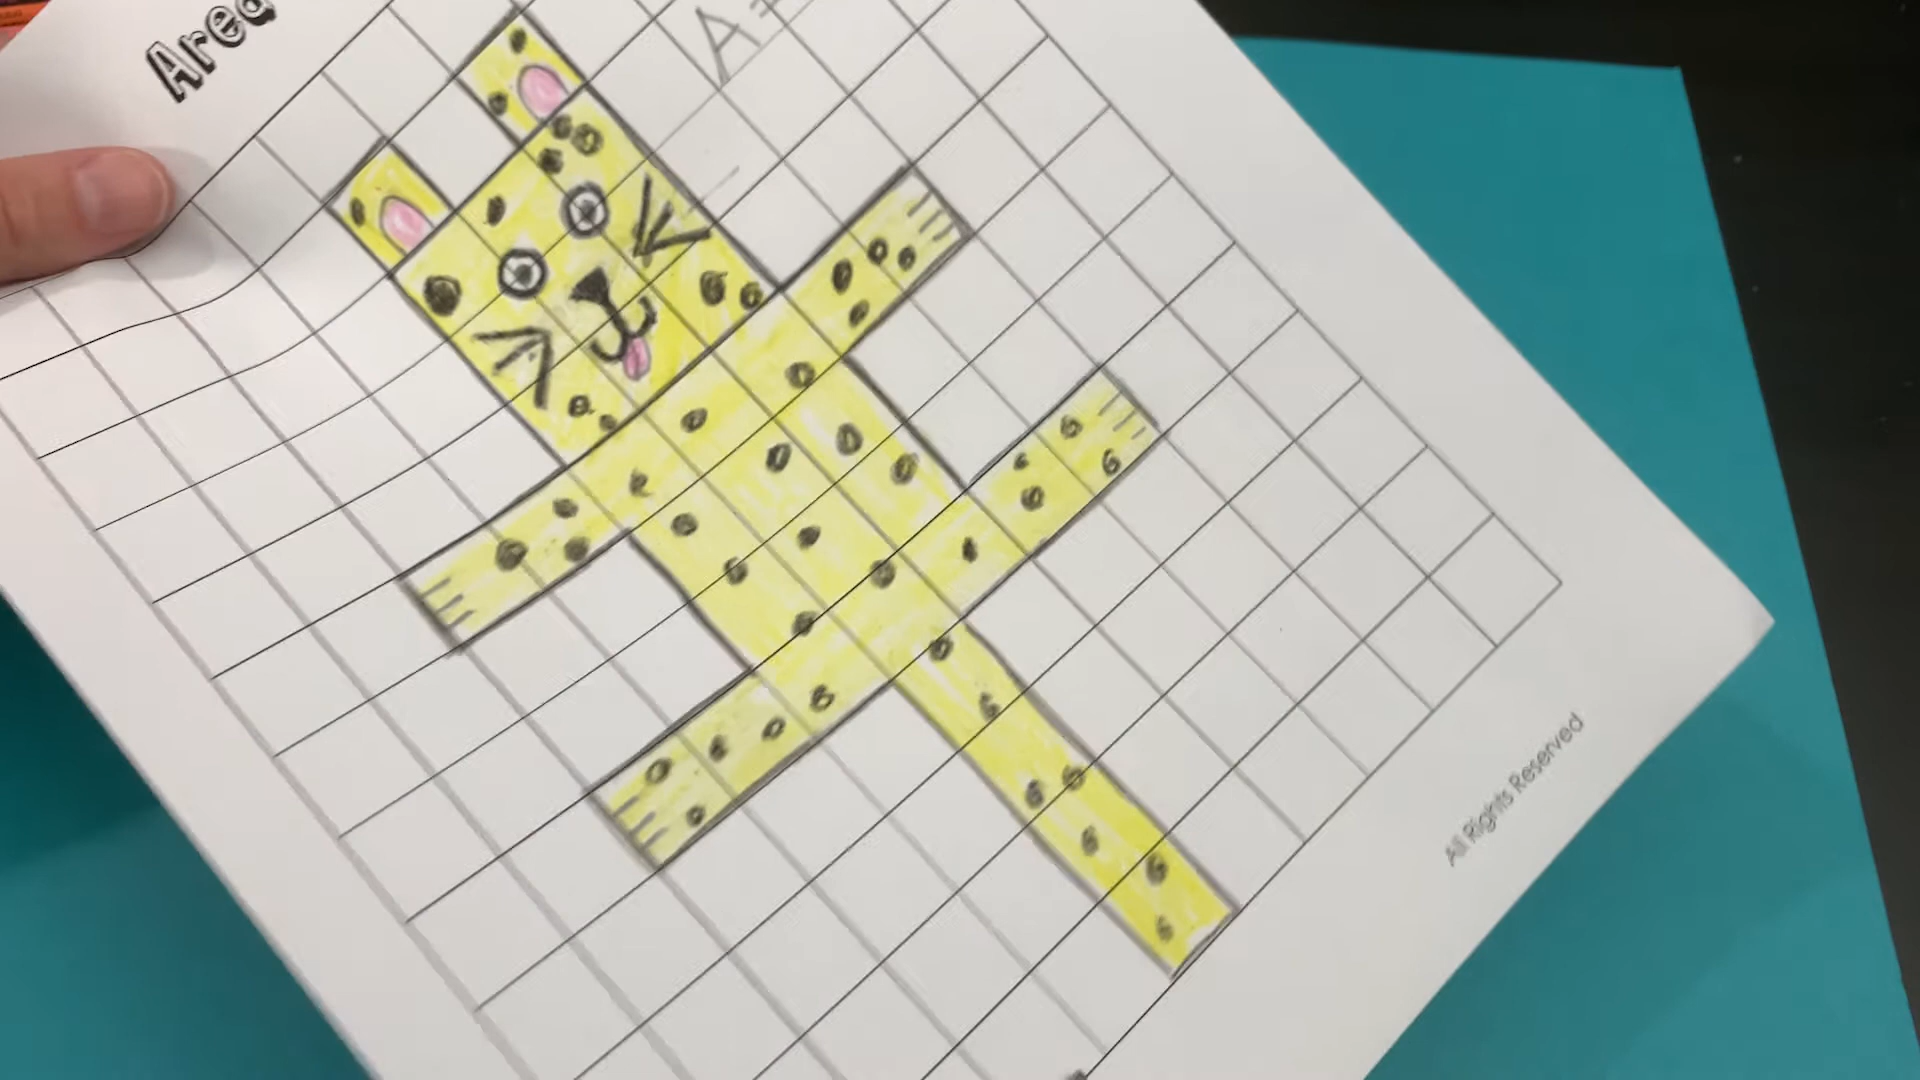 Area
A =
All Rights Reserved